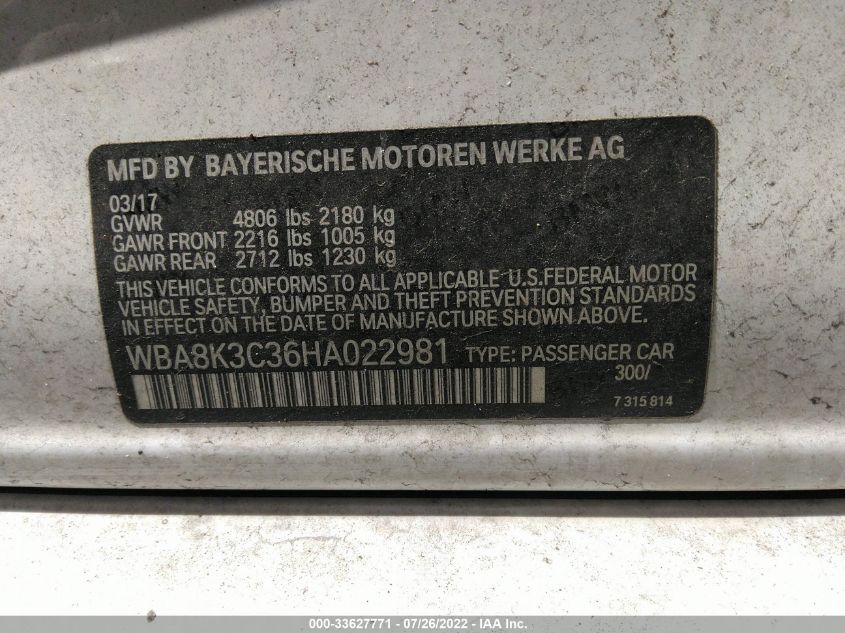 MFD BY BAYERISCHE MOTOREN WERKE AG
03/17
GVWR 4806 lbs 2180 kg
GAWR FRONT 2216 lbs 1005 kg
GAWR REAR 2712 lbs 1230 kg
THIS VEHICLE CONFORMS TO ALL APPLICABLE U.S.FEDERAL MOTOR
VEHICLE SAFETY, BUMPER AND THEFT PREVENTION STANDARDS
IN EFFECT ON THE DATE OF MANUFACTURE SHOWN ABOVE.
WBA8K3C36HA022981 TYPE: PASSENGER CAR
300/
7 315 814
000-33627771 - 07/26/2022 - IAA Inc.